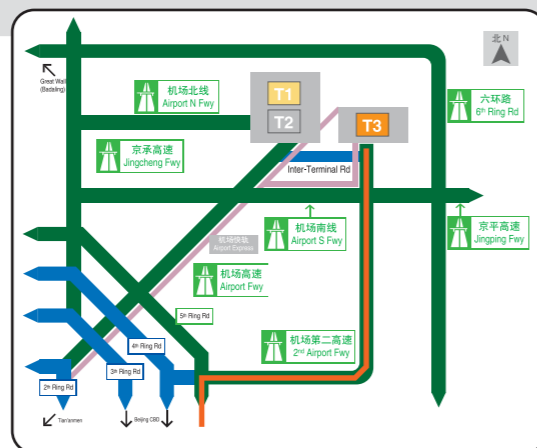 北 N
Great Wall
(Badaling)
机场北线
Airport N Fwy
T1
T2
T3
六环路
6th Ring Rd
京承高速
Jingcheng Fwy
Inter-Terminal Rd
机场快轨
Airport Express
机场南线
Airport S Fwy
京平高速
Jingping Fwy
机场高速
Airport Fwy
5th Ring Rd
4th Ring Rd
机场第二高速
2nd Airport Fwy
3rd Ring Rd
2nd Ring Rd
Tian'anmen
Beijing CBD